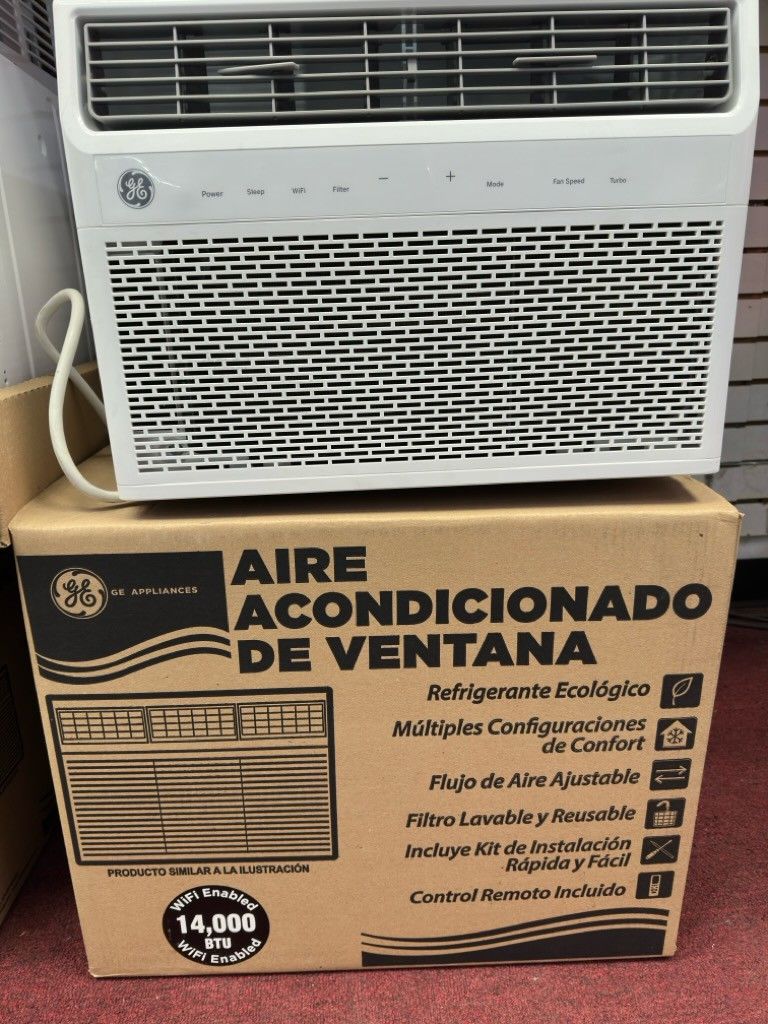 GE
Power Sleep WiFi Filter − + Mode Fan Speed Turbo
GE
GE APPLIANCES
AIRE
ACONDICIONADO
DE VENTANA
Refrigerante Ecológico
Múltiples Configuraciones
de Confort
Flujo de Aire Ajustable
Filtro Lavable y Reusable
Incluye Kit de Instalación
Rápida y Fácil
Control Remoto Incluido
PRODUCTO SIMILAR A LA ILUSTRACIÓN
WiFi Enabled
14,000
BTU
WiFi Enabled